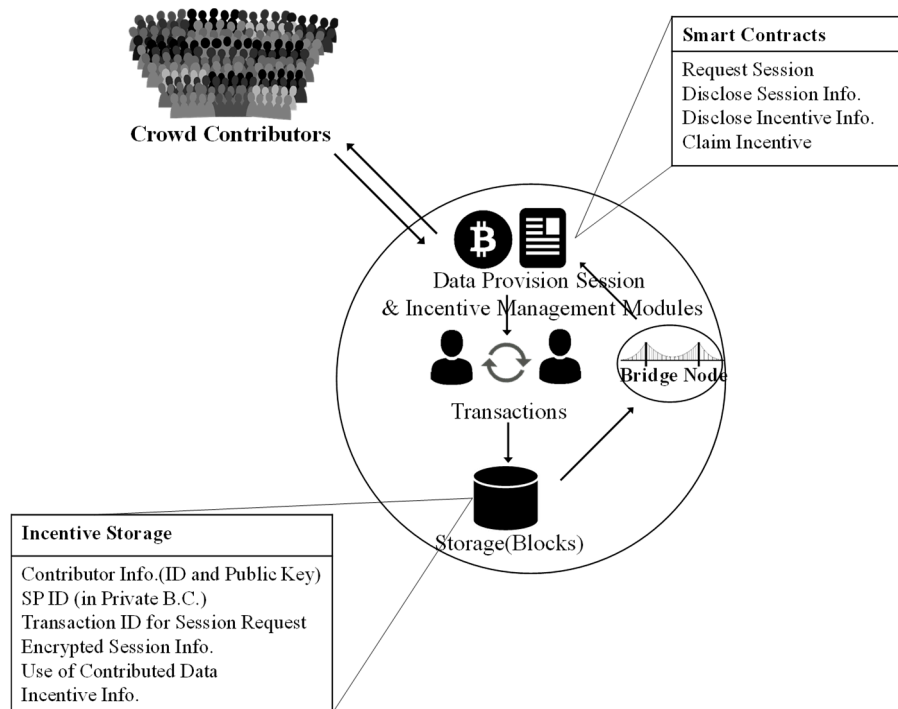 Smart Contracts
Request Session
Disclose Session Info.
Disclose Incentive Info.
Claim Incentive
Crowd Contributors
Data Provision Session
& Incentive Management Modules
Bridge Node
Transactions
Storage(Blocks)
Incentive Storage
Contributor Info.(ID and Public Key)
SP ID (in Private B.C.)
Transaction ID for Session Request
Encrypted Session Info.
Use of Contributed Data
Incentive Info.